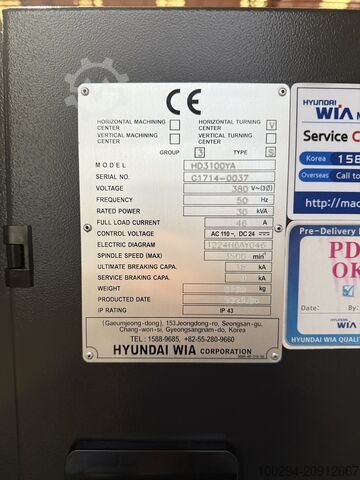 CE
HORIZONTAL MACHINING CENTER
HORIZONTAL TURNING CENTER V
VERTICAL MACHINING CENTER
VERTICAL TURNING CENTER
GROUP 3 TYPE S
MODEL HD3100YA
SERIAL NO. G1714-0037
VOLTAGE 380 V~(3Ø)
FREQUENCY 50 Hz
RATED POWER 30 kVA
FULL LOAD CURRENT 46 A
CONTROL VOLTAGE AC 110~, DC 24
ELECTRIC DIAGRAM 1224H6AY046
SPINDLE SPEED (MAX) 3500 min
ULTIMATE BREAKING CAPA. kA
SERVICE BRAKING CAPA. kA
WEIGHT kg
PRODUCTED DATE
IP RATING IP 43
(Gaeumjeong-dong), 153,Jeongdong-ro, Seongsan-gu,
Chang-won-si, Gyeongsangnam-do, Korea
TEL : 1588-9685, +82-55-280-9660
HYUNDAI WIA CORPORATION
HYUNDAI
WIA
Service
Korea 158
Overseas Call to
http://mac
Pre-Delivery
PD
OK
By :
Date :
HYUNDAI WIA
100294-20912667